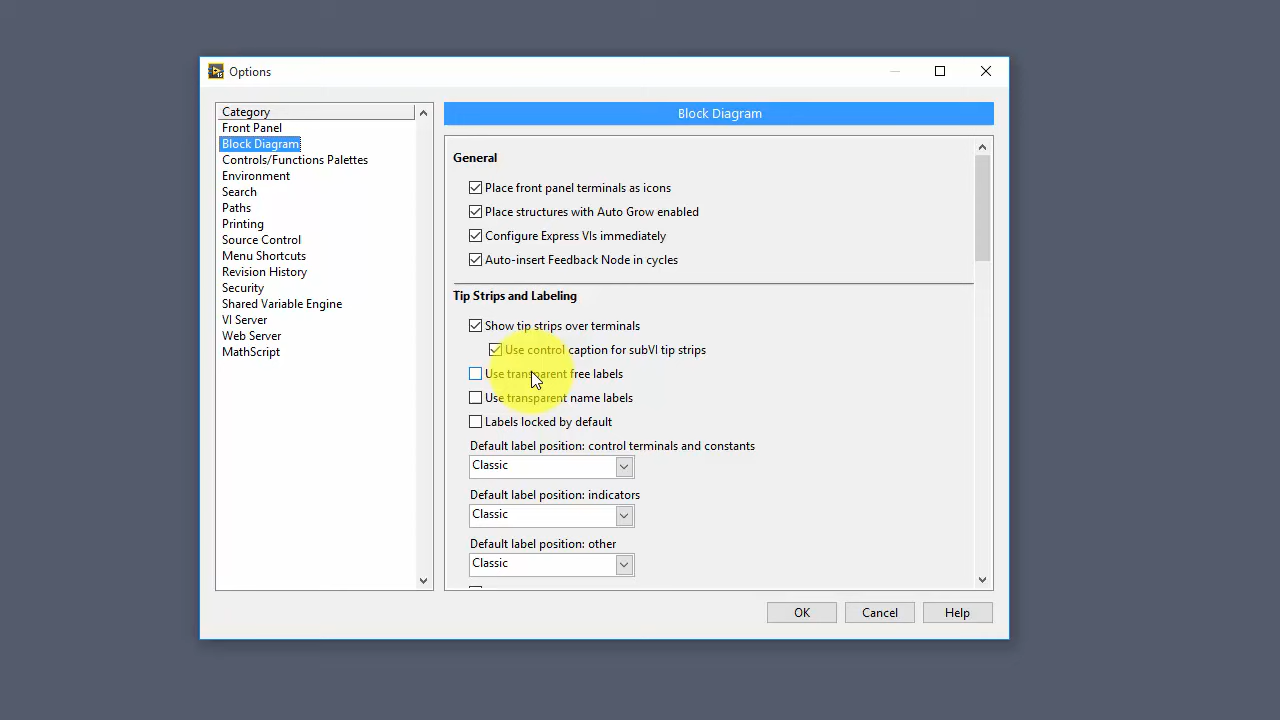 Options
Category
Front Panel
Block Diagram
Controls/Functions Palettes
Environment
Search
Paths
Printing
Source Control
Menu Shortcuts
Revision History
Security
Shared Variable Engine
VI Server
Web Server
MathScript
Block Diagram
General
Place front panel terminals as icons
Place structures with Auto Grow enabled
Configure Express VIs immediately
Auto-insert Feedback Node in cycles
Tip Strips and Labeling
Show tip strips over terminals
Use control caption for subVI tip strips
Use transparent free labels
Use transparent name labels
Labels locked by default
Default label position: control terminals and constants
Classic
Default label position: indicators
Classic
Default label position: other
Classic
OK
Cancel
Help